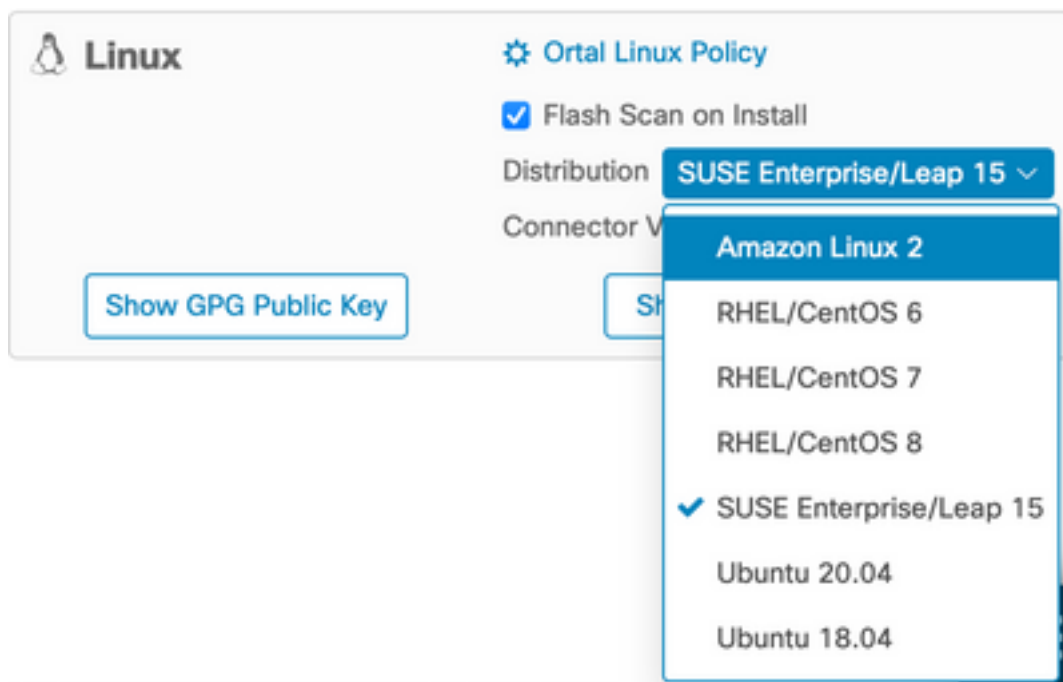 Linux
Ortal Linux Policy
Flash Scan on Install
Distribution SUSE Enterprise/Leap 15
Connector
Amazon Linux 2
Show GPG Public Key
RHEL/CentOS 6
RHEL/CentOS 7
RHEL/CentOS 8
SUSE Enterprise/Leap 15
Ubuntu 20.04
Ubuntu 18.04